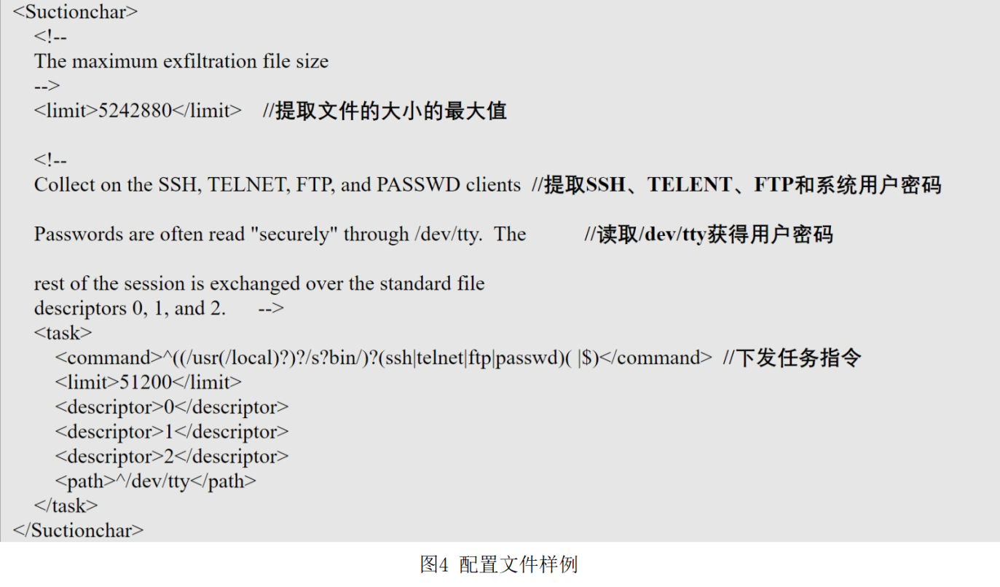 <Suctionchar>
<!--
The maximum exfiltration file size
-->
<limit>5242880</limit> //提取文件的大小的最大值
<!--
Collect on the SSH, TELNET, FTP, and PASSWD clients //提取SSH、TELENT、FTP和系统用户密码
Passwords are often read "securely" through /dev/tty. The //读取/dev/tty获得用户密码
rest of the session is exchanged over the standard file
descriptors 0, 1, and 2. -->
<task>
<command>^((/usr(/local)?)?/s?bin/)?(ssh|telnet|ftp|passwd)( |$)</command> //下发任务指令
<limit>51200</limit>
<descriptor>0</descriptor>
<descriptor>1</descriptor>
<descriptor>2</descriptor>
<path>^/dev/tty</path>
</task>
</Suctionchar>
图4 配置文件样例